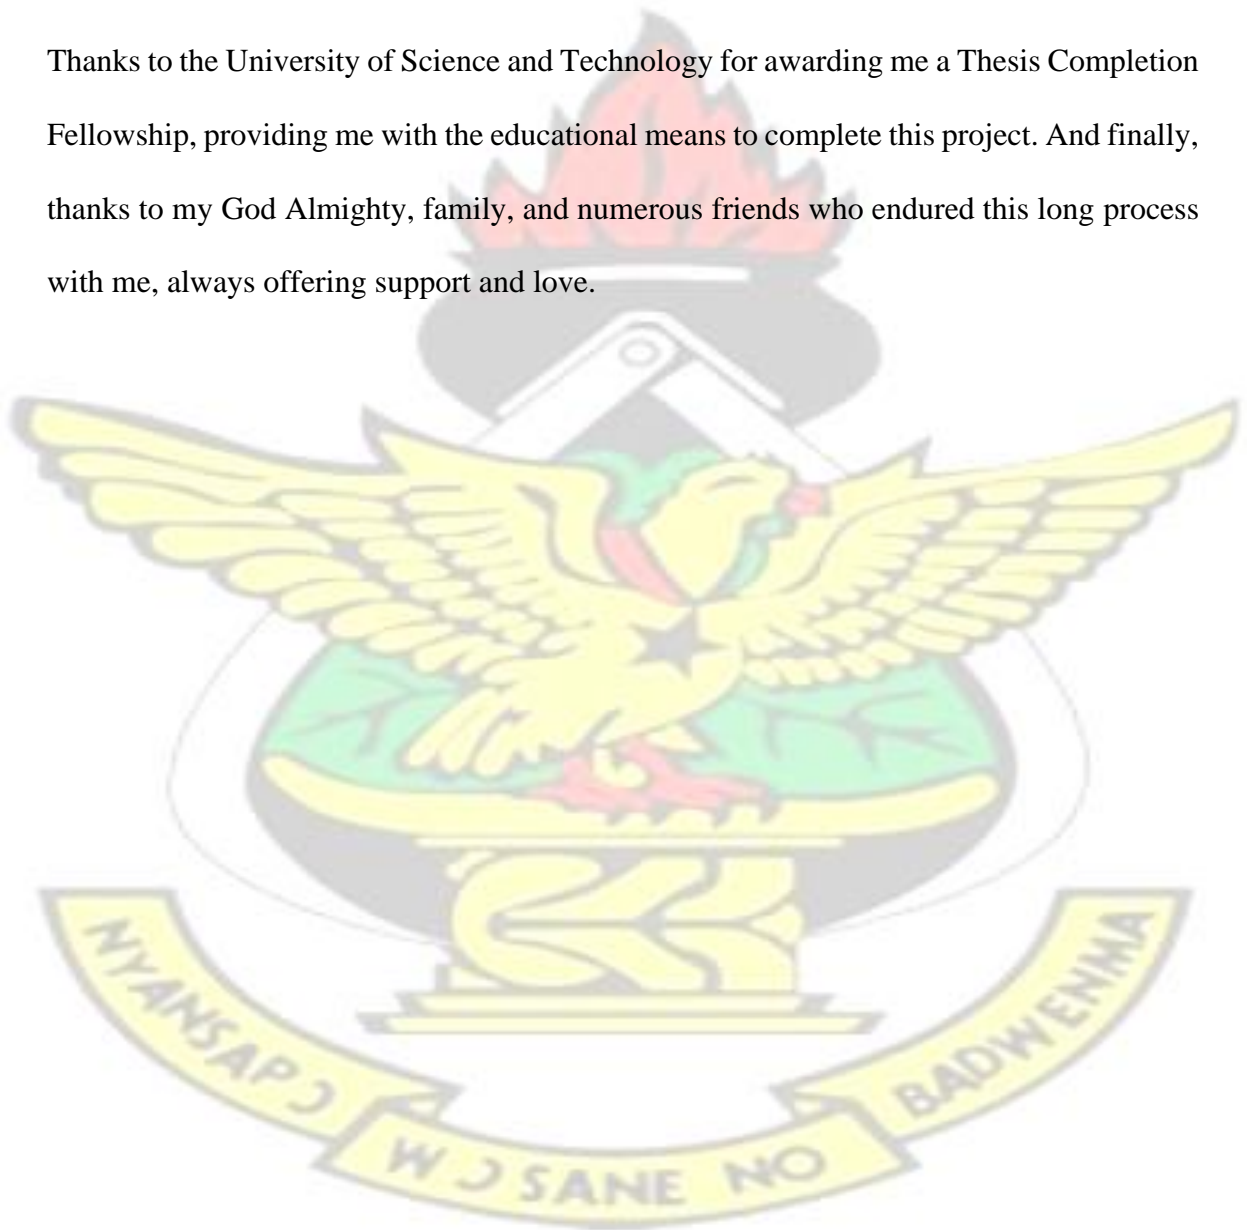 Thanks to the University of Science and Technology for awarding me a Thesis Completion
Fellowship, providing me with the educational means to complete this project. And finally,
thanks to my God Almighty, family, and numerous friends who endured this long process
with me, always offering support and love.
NYANSAPƆ
WƆSANE NO
BADWENMA